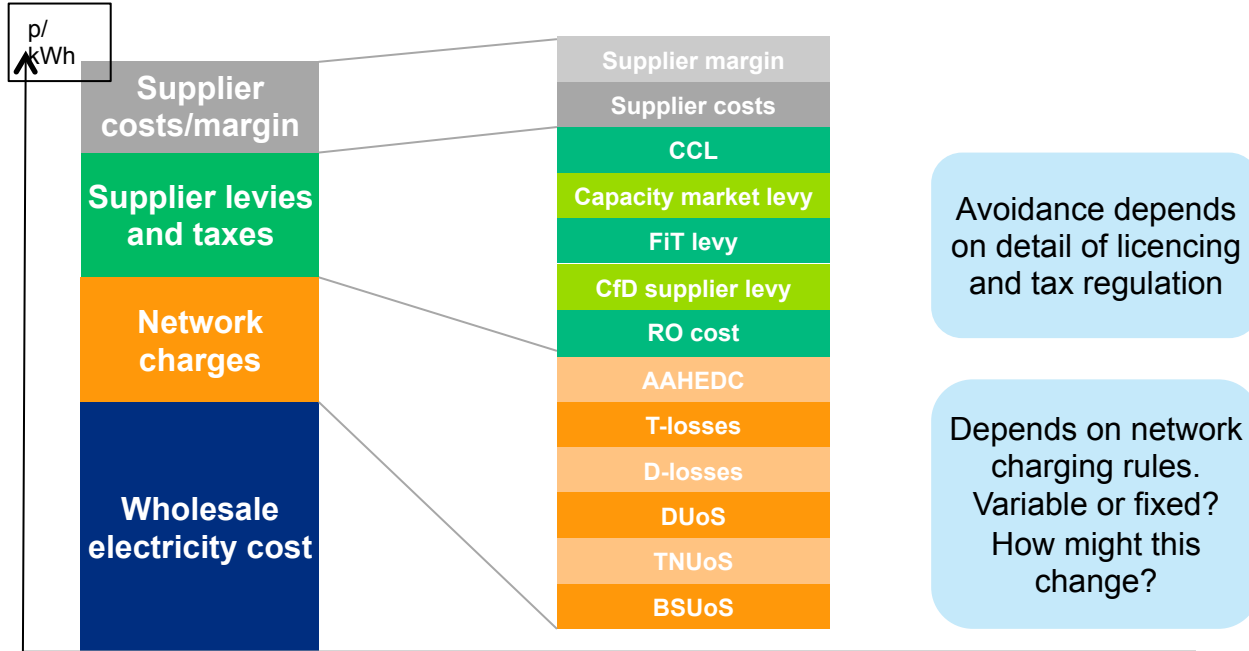 p/
kWh
Supplier
costs/margin
Supplier levies
and taxes
Network
charges
Wholesale
electricity cost
Supplier margin
Supplier costs
CCL
Capacity market levy
FiT levy
CfD supplier levy
RO cost
AAHEDC
T-losses
D-losses
DUoS
TNUoS
BSUoS
Avoidance depends
on detail of licencing
and tax regulation
Depends on network
charging rules.
Variable or fixed?
How might this
change?